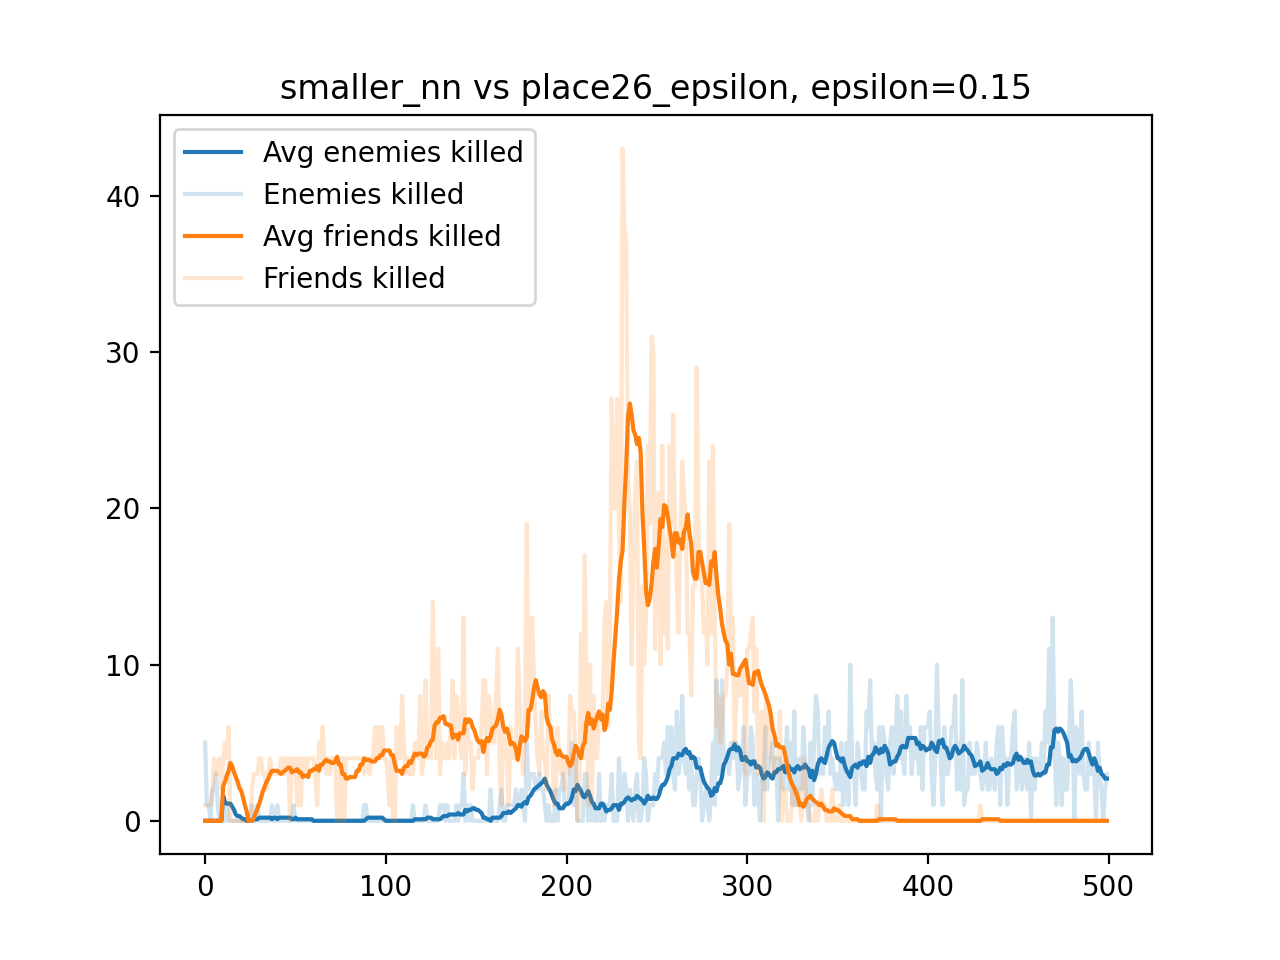 smaller_nn vs place26_epsilon, epsilon=0.15
Avg enemies killed
Enemies killed
Avg friends killed
Friends killed
40
30
20
10
0
0 100 200 300 400 500